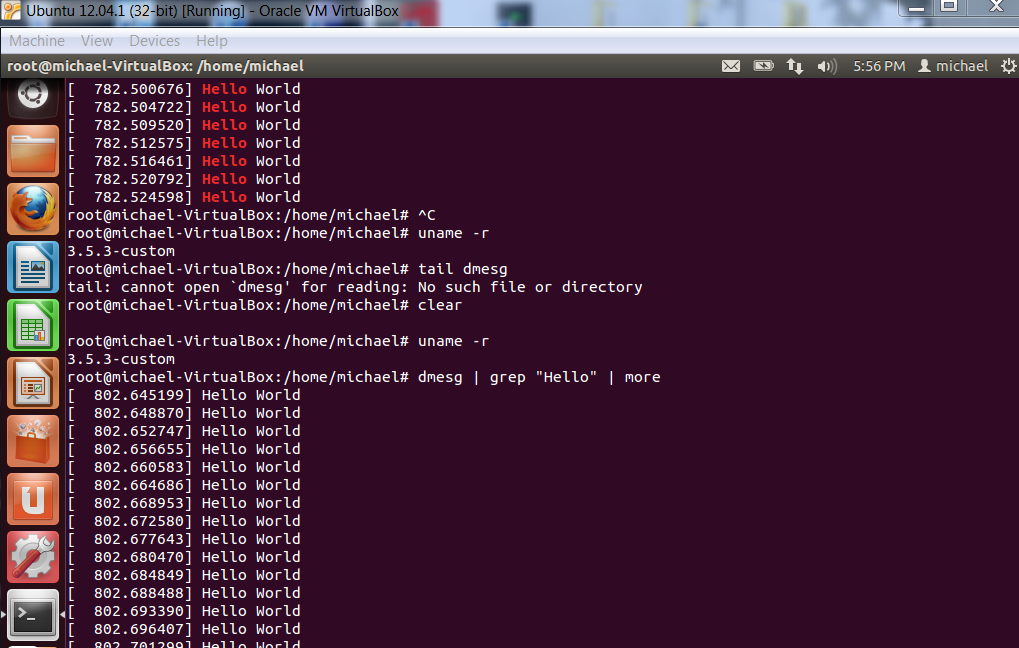 Ubuntu 12.04.1 (32-bit) [Running] - Oracle VM VirtualBox
Machine View Devices Help
root@michael-VirtualBox: /home/michael 5:56 PM michael
[  782.500676] Hello World
[  782.504722] Hello World
[  782.509520] Hello World
[  782.512575] Hello World
[  782.516461] Hello World
[  782.520792] Hello World
[  782.524598] Hello World
root@michael-VirtualBox:/home/michael# ^C
root@michael-VirtualBox:/home/michael# uname -r
3.5.3-custom
root@michael-VirtualBox:/home/michael# tail dmesg
tail: cannot open `dmesg' for reading: No such file or directory
root@michael-VirtualBox:/home/michael# clear
root@michael-VirtualBox:/home/michael# uname -r
3.5.3-custom
root@michael-VirtualBox:/home/michael# dmesg | grep "Hello" | more
[  802.645199] Hello World
[  802.648870] Hello World
[  802.652747] Hello World
[  802.656655] Hello World
[  802.660583] Hello World
[  802.664686] Hello World
[  802.668953] Hello World
[  802.672580] Hello World
[  802.677643] Hello World
[  802.680470] Hello World
[  802.684849] Hello World
[  802.688488] Hello World
[  802.693390] Hello World
[  802.696407] Hello World
[  802.701299] Hello World